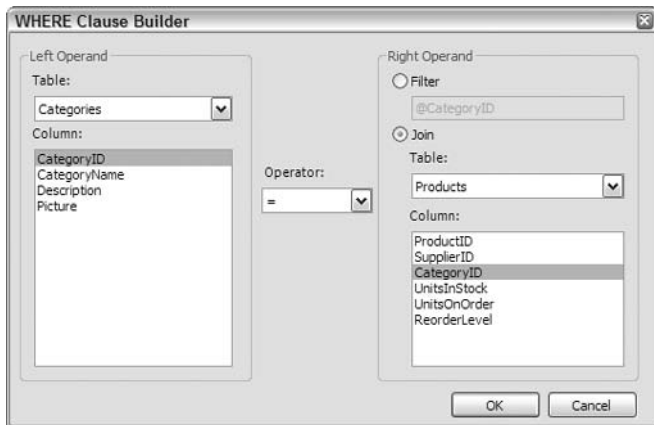 WHERE Clause Builder
Left Operand
Table:
Categories
Column:
CategoryID
CategoryName
Description
Picture
Operator:
=
Right Operand
Filter
@CategoryID
Join
Table:
Products
Column:
ProductID
SupplierID
CategoryID
UnitsInStock
UnitsOnOrder
ReorderLevel
OK
Cancel